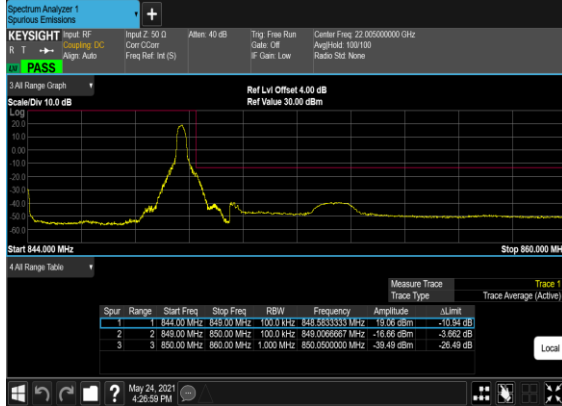 Spectrum Analyzer 1
Spurious Emissions
+
KEYSIGHT Input: RF Input Z: 50 Ω Atten: 40 dB Trig: Free Run Center Freq: 22.005000000 GHz
R T Coupling: DC Corr CCorr Gate: Off Avg|Hold: 100/100
Align: Auto Freq Ref: Int (S) IF Gain: Low Radio Std: None
PASS
3 All Range Graph
Ref Lvl Offset 4.00 dB
Scale/Div 10.0 dB Ref Value 30.00 dBm
Log
20.0
10.0
0.00
-10.0
-20.0
-30.0
-40.0
-50.0
-60.0
Start 844.000 MHz Stop 860.000 MH
4 All Range Table
Measure Trace Trace 1
Trace Type Trace Average (Active)
Spur Range Start Freq Stop Freq RBW Frequency Amplitude ΔLimit
1 1 844.00 MHz 849.00 MHz 100.0 kHz 848.5833333 MHz 19.06 dBm -10.94 dB
2 2 849.00 MHz 850.00 MHz 100.0 kHz 849.0066667 MHz -16.66 dBm -3.662 dB
3 3 850.00 MHz 860.00 MHz 1.000 MHz 850.0500000 MHz -39.49 dBm -26.49 dB
Local
? May 24, 2021
4:26:59 PM